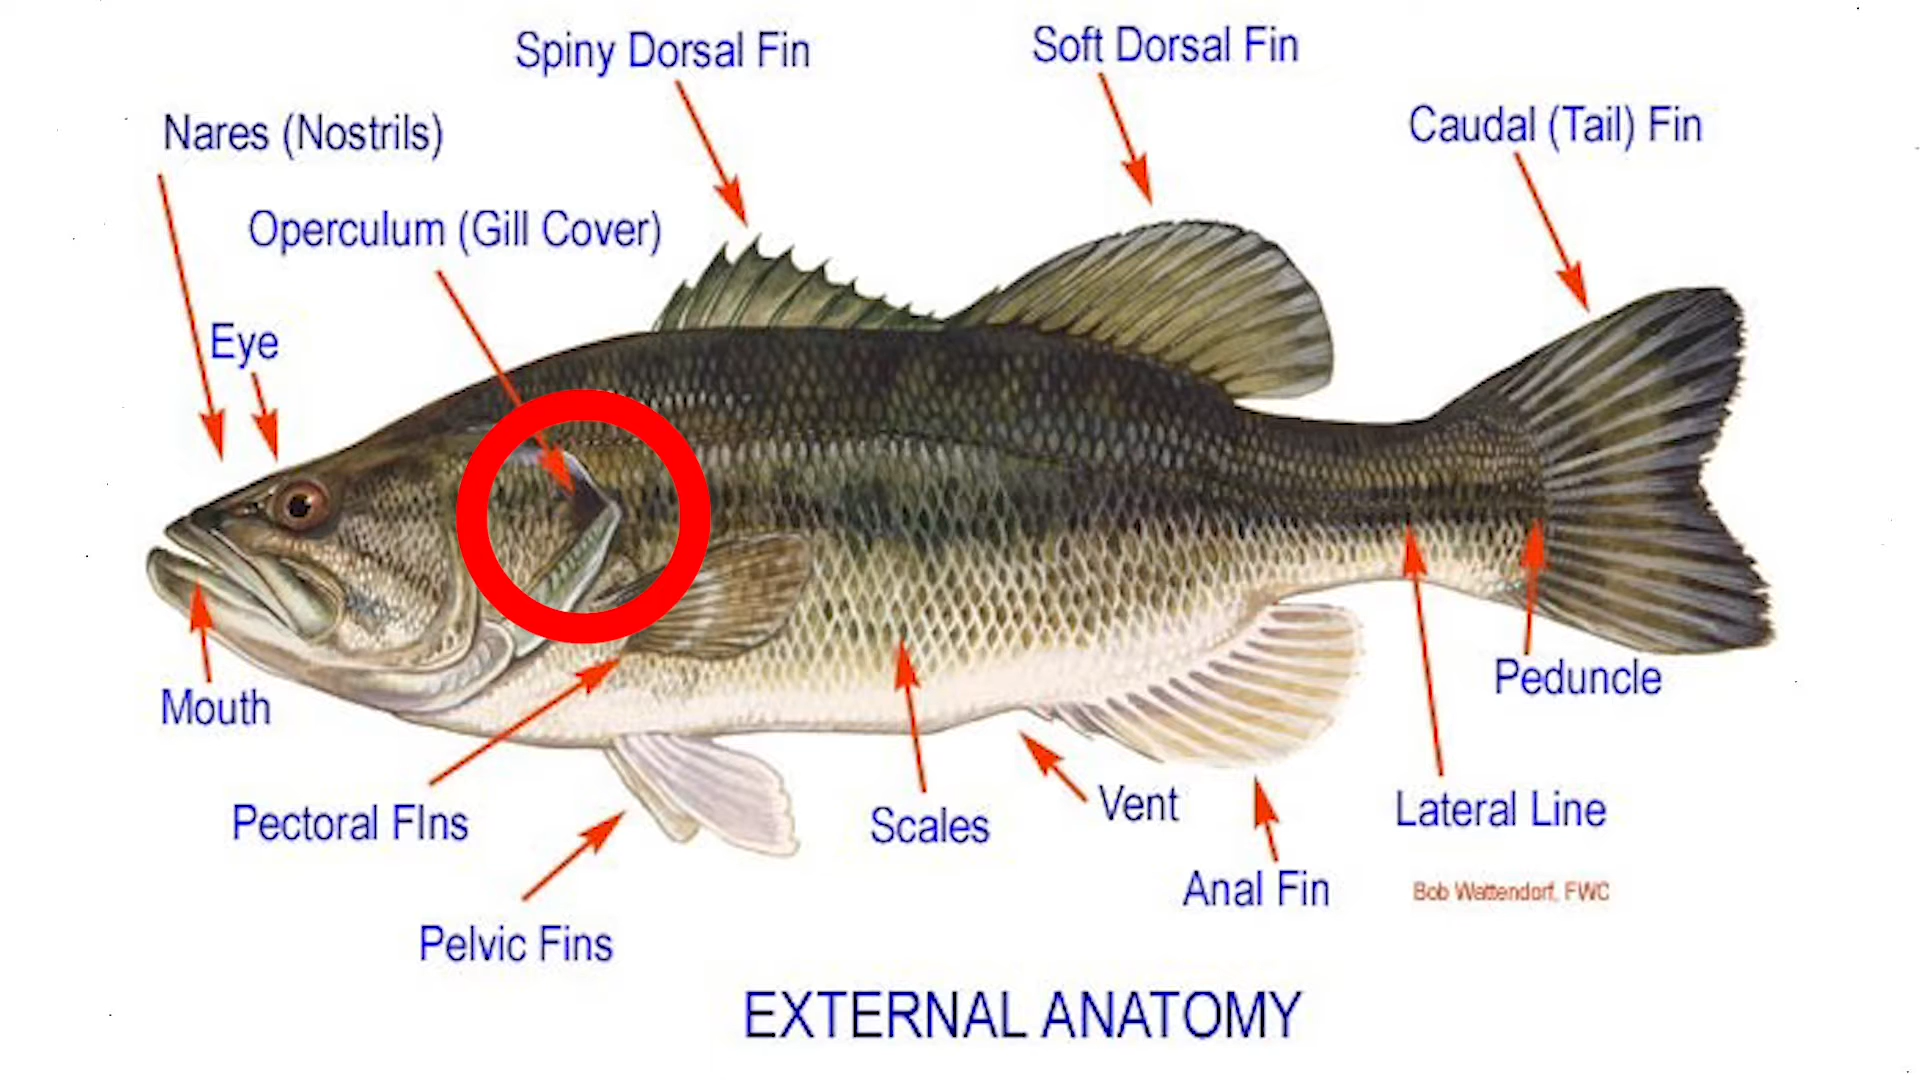 Spiny Dorsal Fin
Soft Dorsal Fin
Caudal (Tail) Fin
Nares (Nostrils)
Operculum (Gill Cover)
Eye
Mouth
Peduncle
Pectoral FIns
Scales
Vent
Lateral Line
Anal Fin
Bob Wattendorf, FWC
Pelvic Fins
EXTERNAL ANATOMY